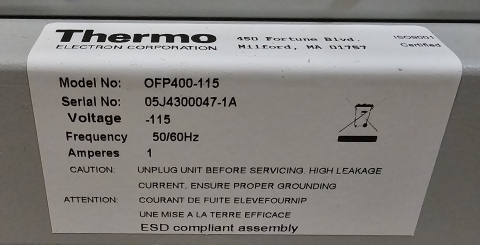 Thermo 450 Fortune Blvd. ISO9001
ELECTRON CORPORATION Milford, MA 01757 Certified
Model No: OFP400-115
Serial No: 05J4300047-1A
Voltage -115
Frequency 50/60Hz
Amperes 1
CAUTION: UNPLUG UNIT BEFORE SERVICING. HIGH LEAKAGE
CURRENT, ENSURE PROPER GROUNDING
ATTENTION: COURANT DE FUITE ELEVEFOURNIP
UNE MISE A LA TERRE EFFICACE
ESD compliant assembly